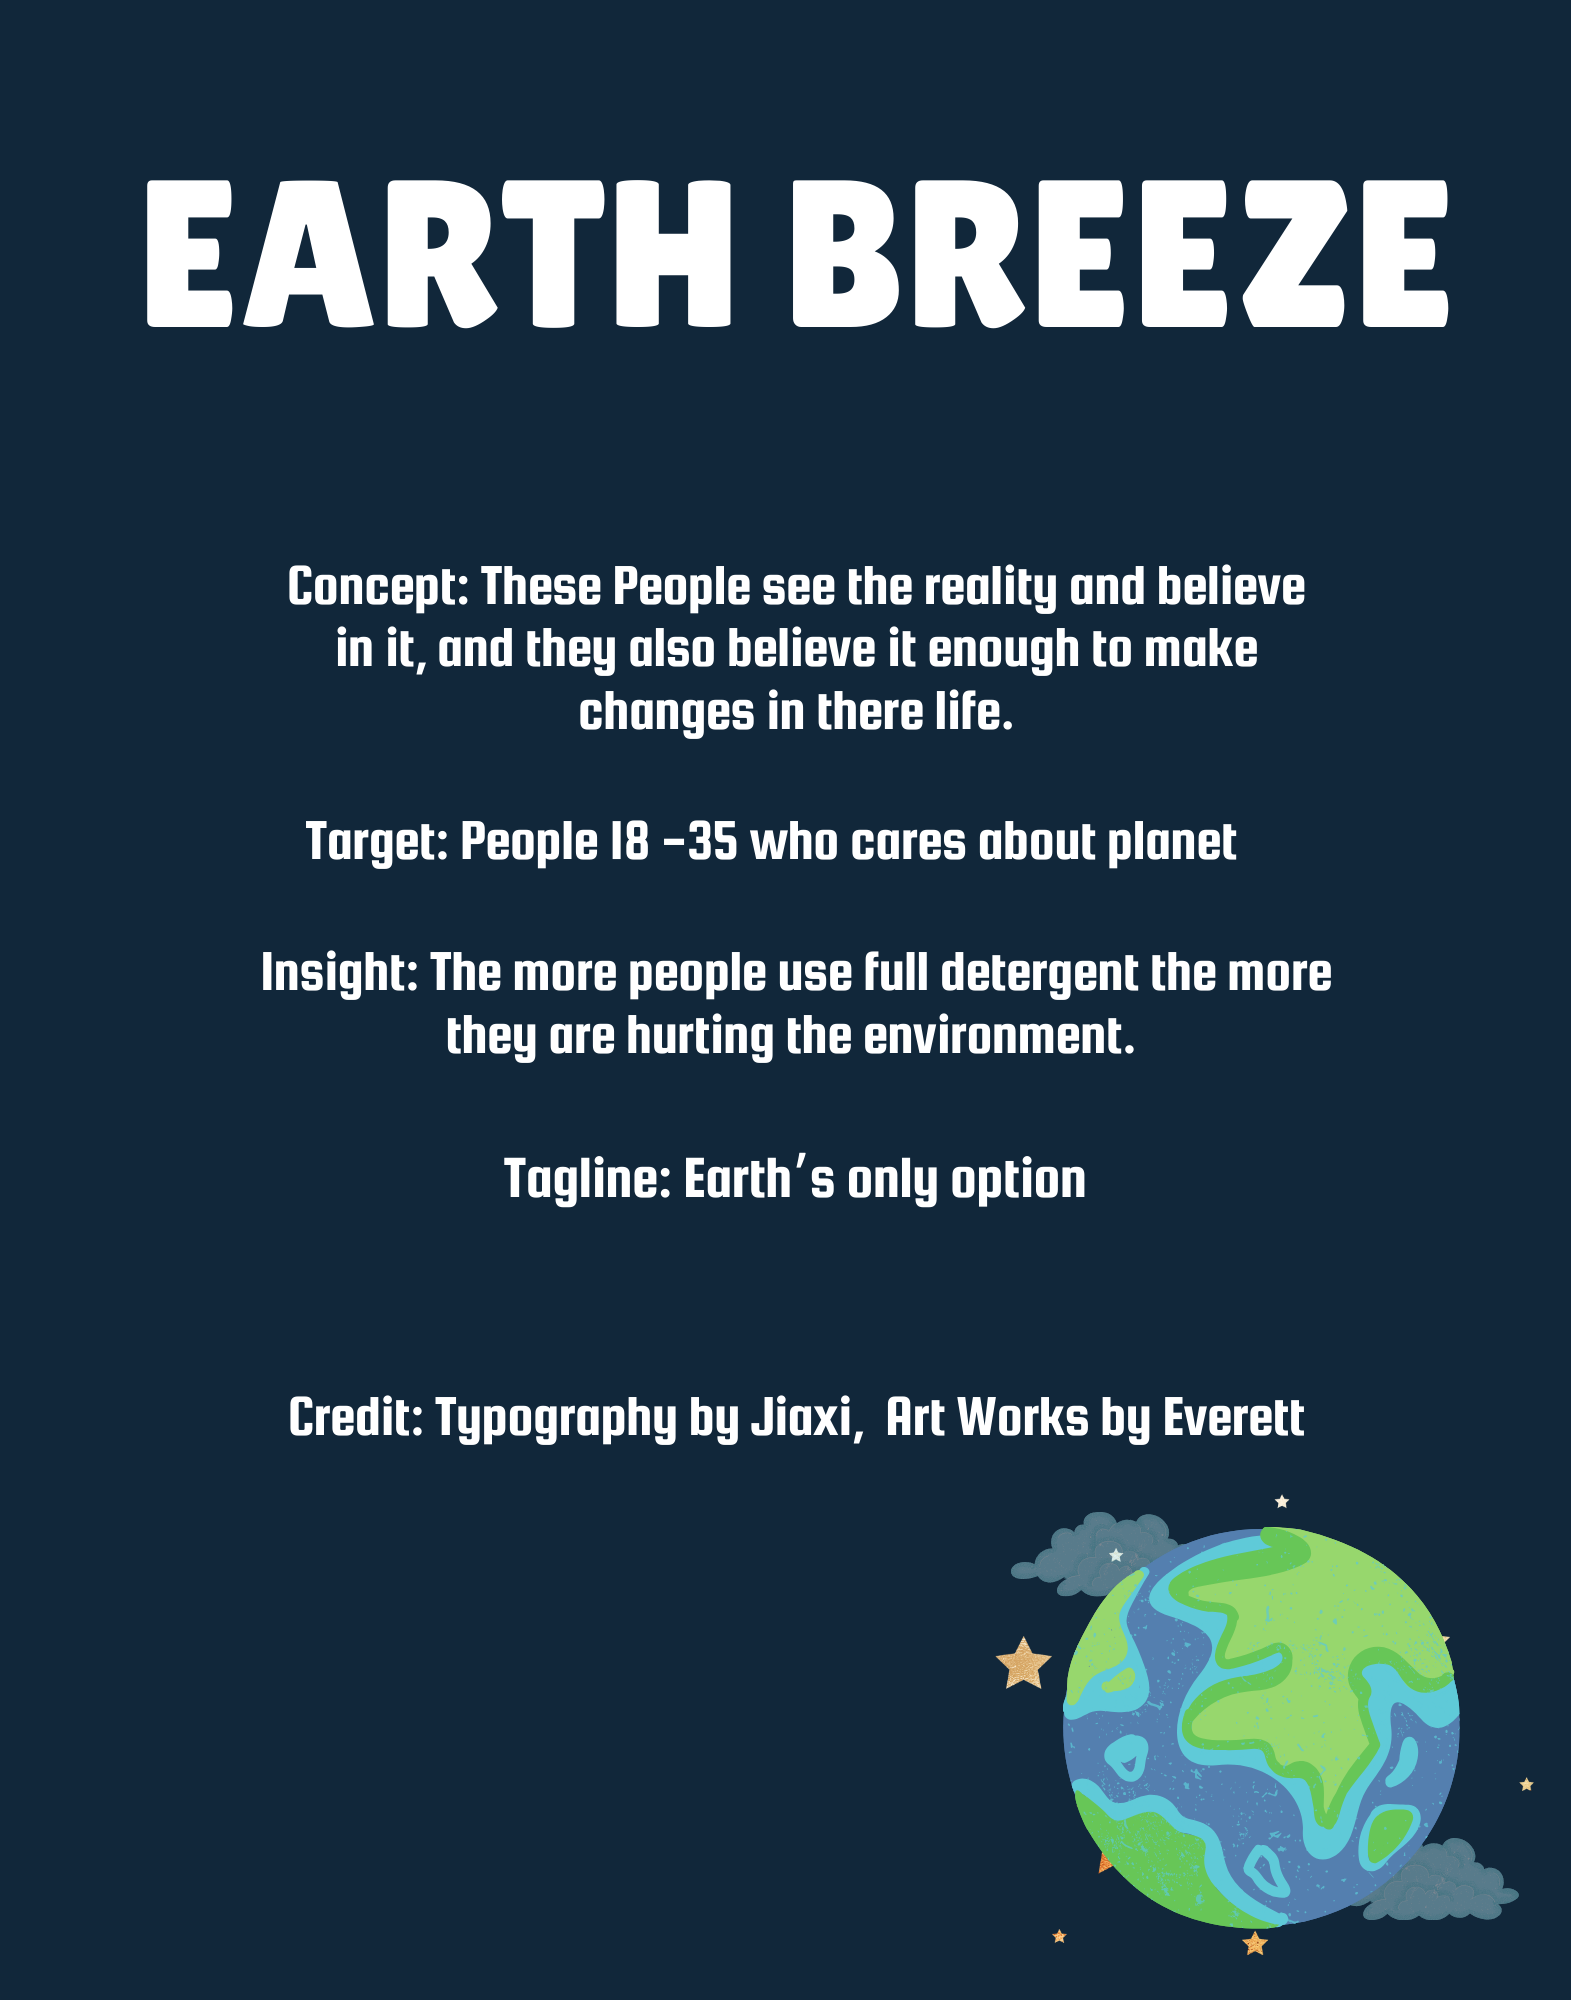 EARTH BREEZE
Concept: These People see the reality and believe
in it, and they also believe it enough to make
changes in there life.
Target: People 18 -35 who cares about planet
Insight: The more people use full detergent the more
they are hurting the environment.
Tagline: Earth's only option
Credit: Typography by Jiaxi,  Art Works by Everett